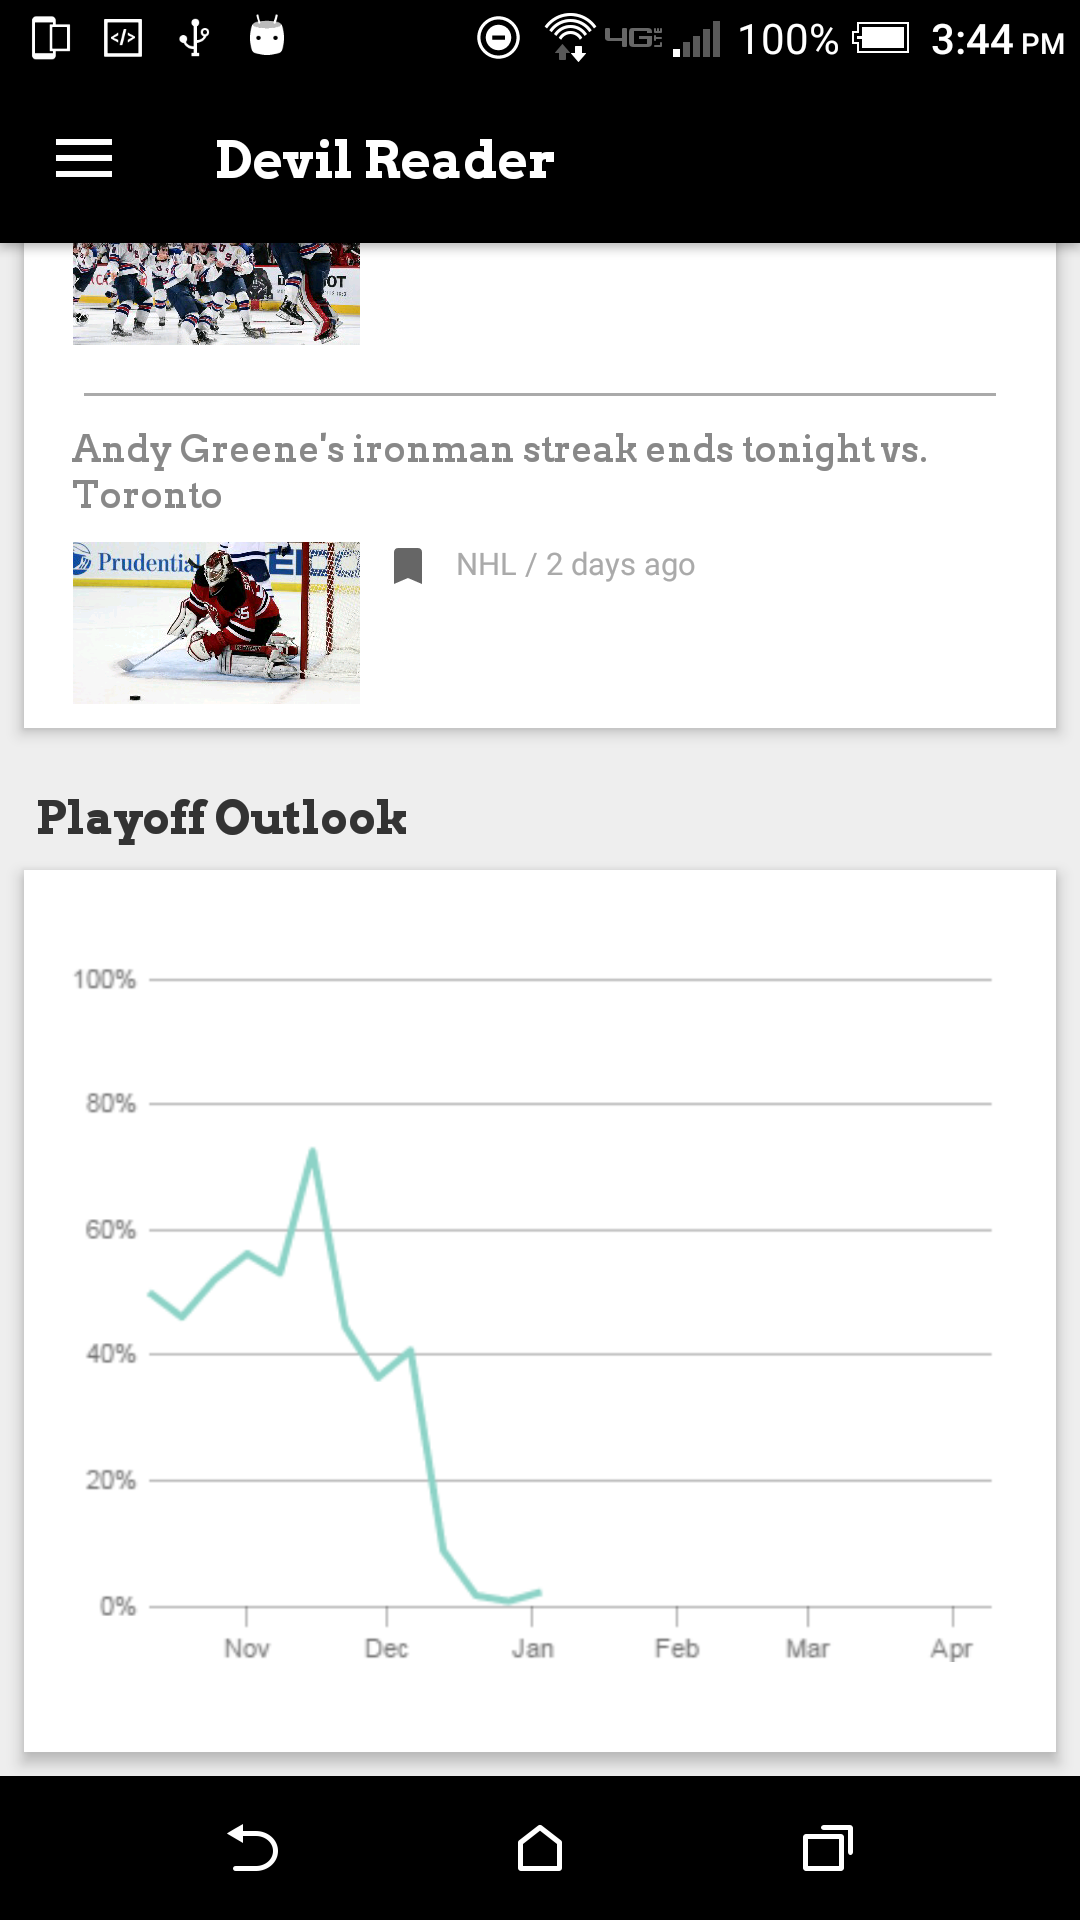 100% 3:44 PM
Devil Reader
Andy Greene's ironman streak ends tonight vs.
Toronto
Prudential
NHL / 2 days ago
Playoff Outlook
100%
80%
60%
40%
20%
0%
Nov Dec Jan Feb Mar Apr